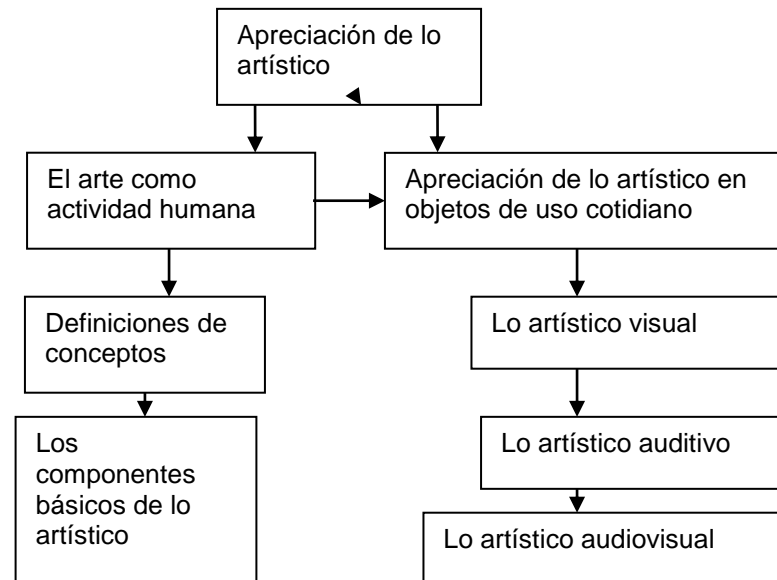 Apreciación de lo
artístico
El arte como
actividad humana
Apreciación de lo artístico en
objetos de uso cotidiano
Definiciones de
conceptos
Lo artístico visual
Los
componentes
básicos de lo
artístico
Lo artístico auditivo
Lo artístico audiovisual